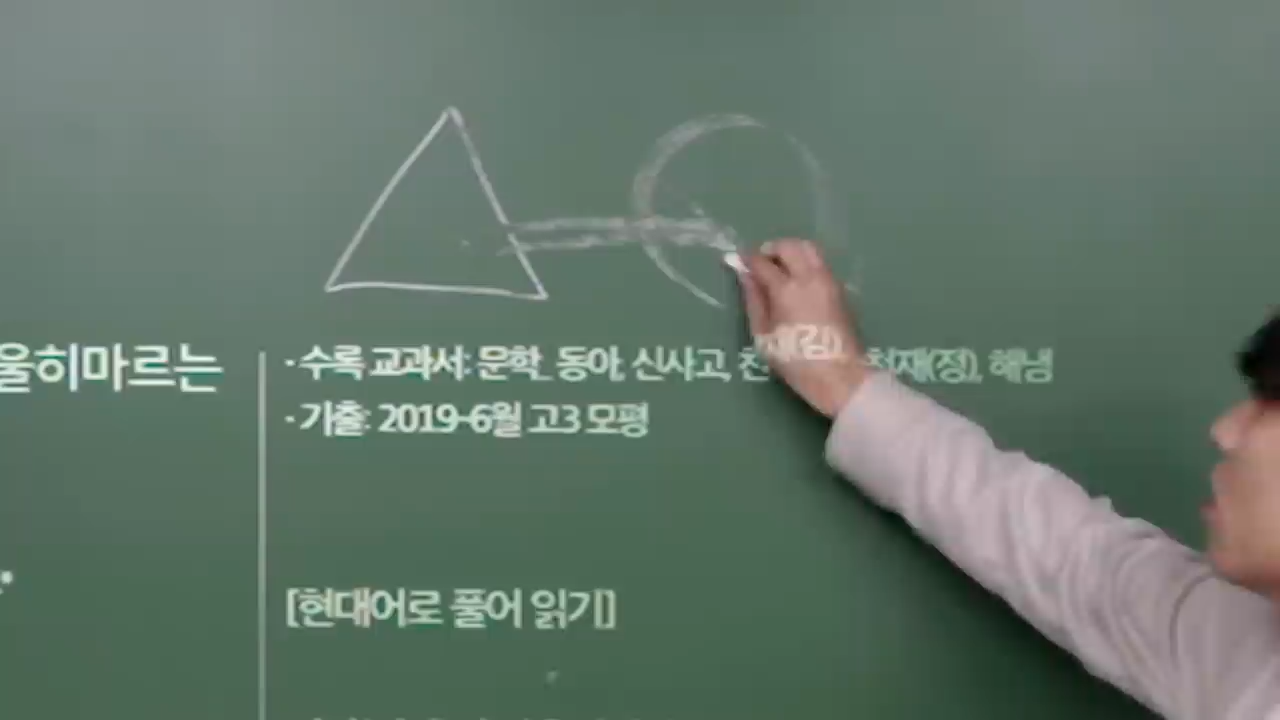 울히마르는
· 수록 교과서: 문학_ 동아, 신사고, 천재(김), 천재(정), 해냄
· 기출: 2019-6월 고3 모평
[현대어로 풀어 읽기]